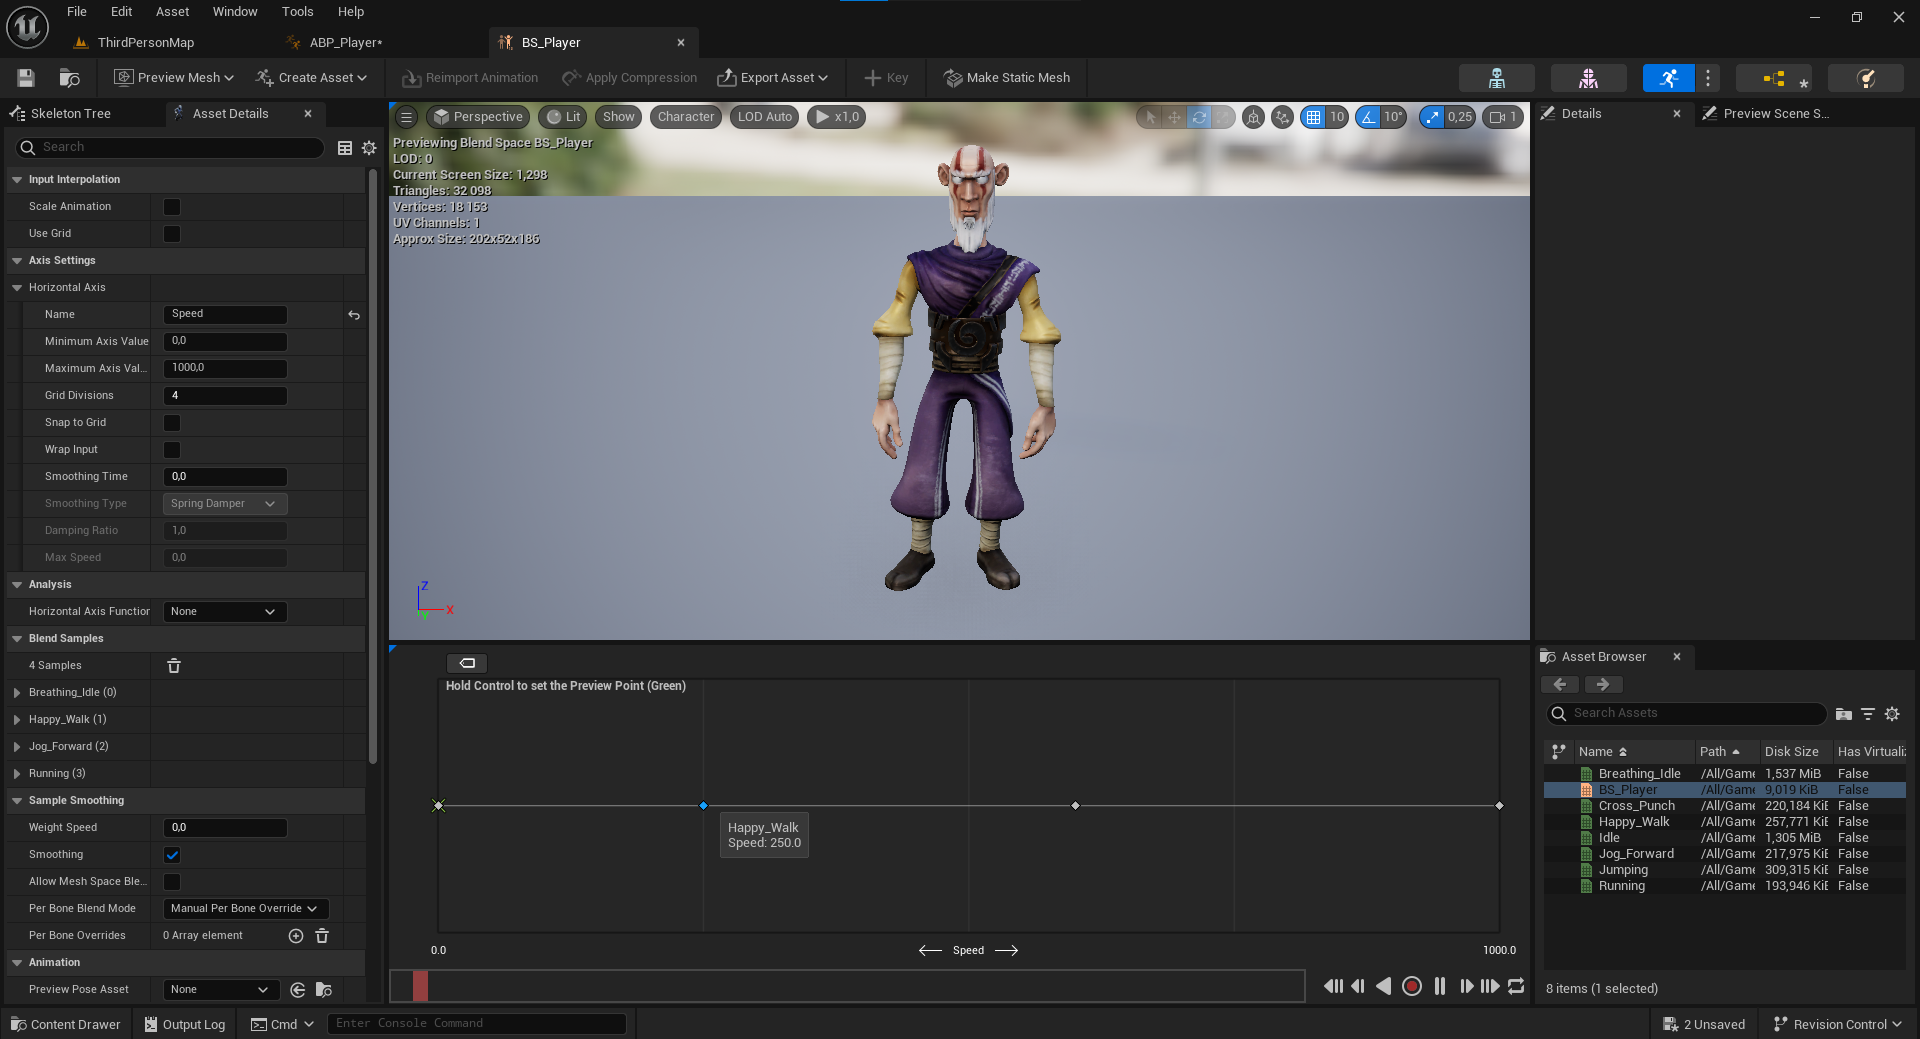 File Edit Asset Window Tools Help
ThirdPersonMap
ABP_Player*
BS_Player
Preview Mesh
Create Asset
Reimport Animation
Apply Compression
Export Asset
Key
Make Static Mesh
Skeleton Tree
Asset Details
Search
Input Interpolation
Scale Animation
Use Grid
Axis Settings
Horizontal Axis
Name Speed
Minimum Axis Value 0,0
Maximum Axis Val... 1000,0
Grid Divisions 4
Snap to Grid
Wrap Input
Smoothing Time 0,0
Smoothing Type Spring Damper
Damping Ratio 1,0
Max Speed 0,0
Analysis
Horizontal Axis Function None
Blend Samples
4 Samples
Breathing_Idle (0)
Happy_Walk (1)
Jog_Forward (2)
Running (3)
Sample Smoothing
Weight Speed 0,0
Smoothing
Allow Mesh Space Ble...
Per Bone Blend Mode Manual Per Bone Override
Per Bone Overrides 0 Array element
Animation
Preview Pose Asset None
Perspective Lit Show Character LOD Auto x1,0
10 10° 0,25 1
Previewing Blend Space BS_Player
LOD: 0
Current Screen Size: 1,298
Triangles: 32 098
Vertices: 18 153
UV Channels: 1
Approx Size: 202x52x186
Z
X
Y
Hold Control to set the Preview Point (Green)
Happy_Walk
Speed: 250.0
0.0 Speed 1000.0
Details
Preview Scene S...
Asset Browser
Search Assets
Name Path Disk Size Has Virtualiz
Breathing_Idle /All/Game 1,537 MiB False
BS_Player /All/Game 9,019 KiB False
Cross_Punch /All/Game 220,184 KiB False
Happy_Walk /All/Game 257,771 KiB False
Idle /All/Game 1,305 MiB False
Jog_Forward /All/Game 217,975 KiB False
Jumping /All/Game 309,315 KiB False
Running /All/Game 193,946 KiB False
8 items (1 selected)
Content Drawer Output Log Cmd Enter Console Command 2 Unsaved Revision Control